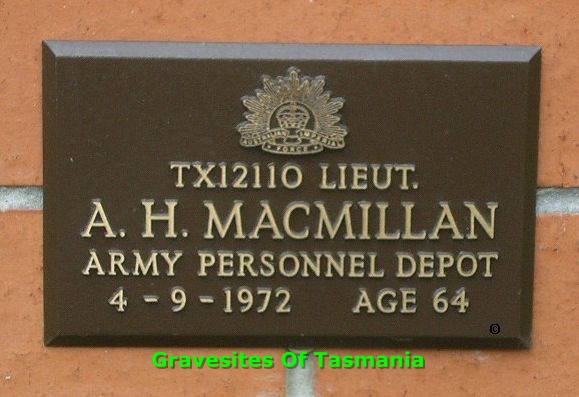 AUSTRALIAN IMPERIAL
FORCE
TX12110 LIEUT.
A. H. MACMILLAN
ARMY PERSONNEL DEPOT
4 - 9 - 1972 AGE 64
©
Gravesites Of Tasmania